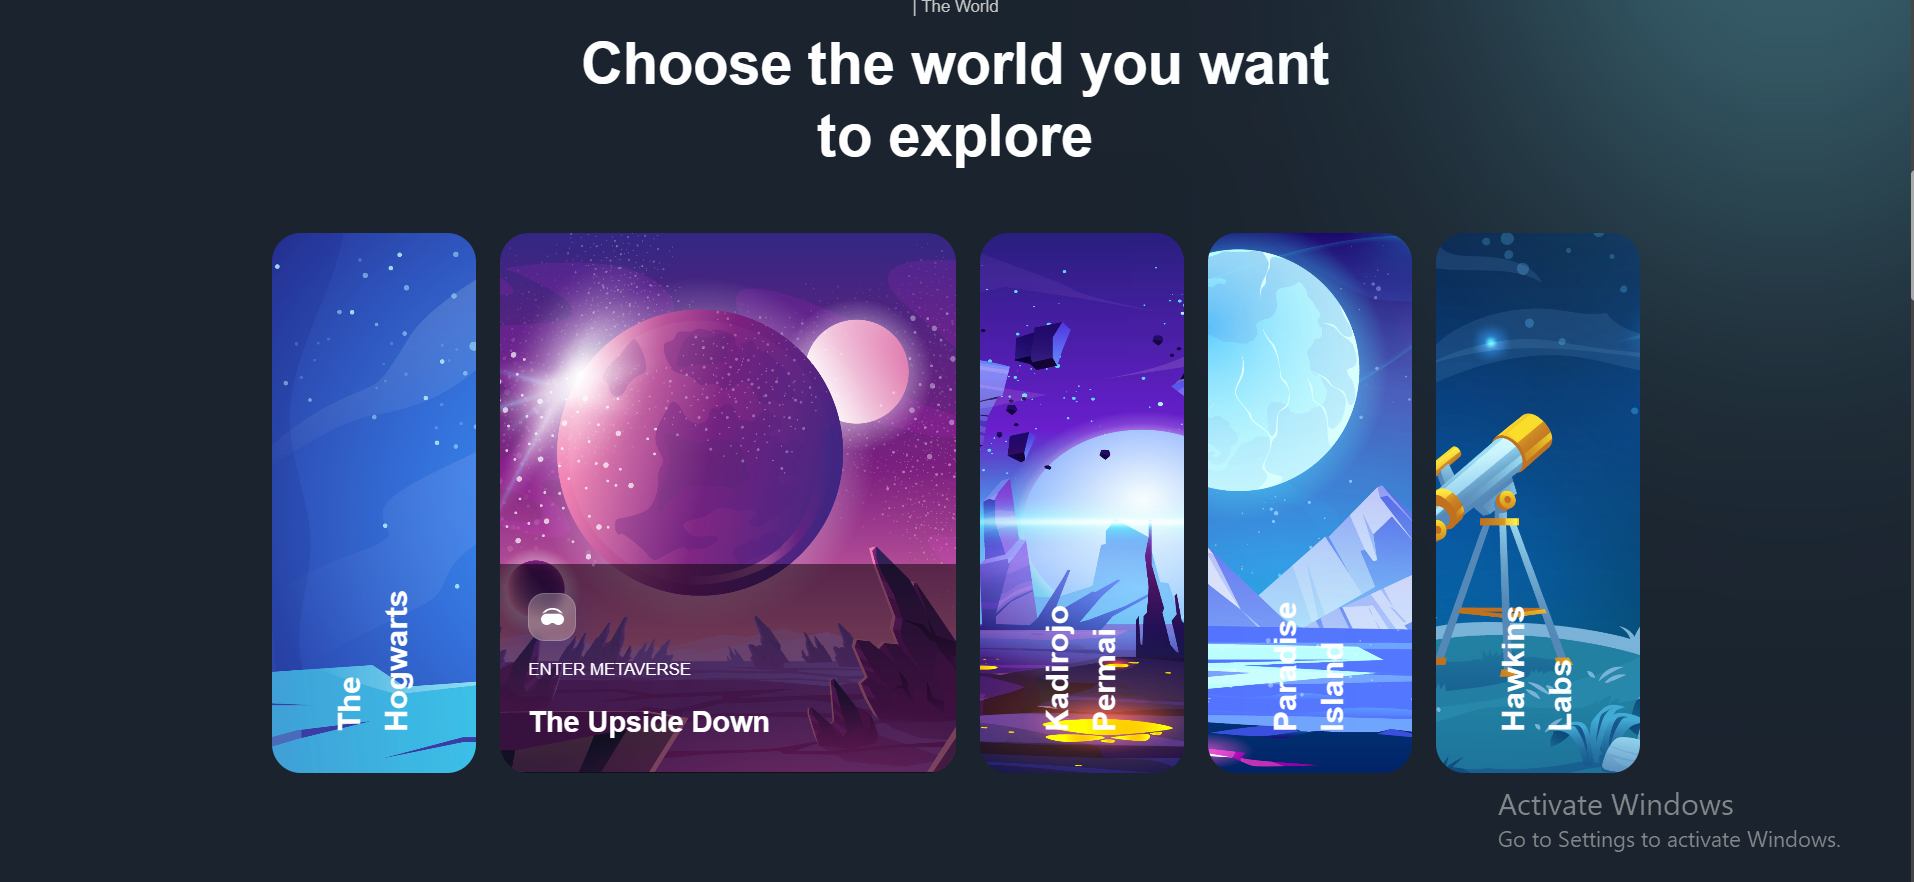 | The World
Choose the world you want
to explore
The
Hogwarts
ENTER METAVERSE
The Upside Down
Kadirojo
Permai
Paradise
Island
Hawkins
Labs
Activate Windows
Go to Settings to activate Windows.